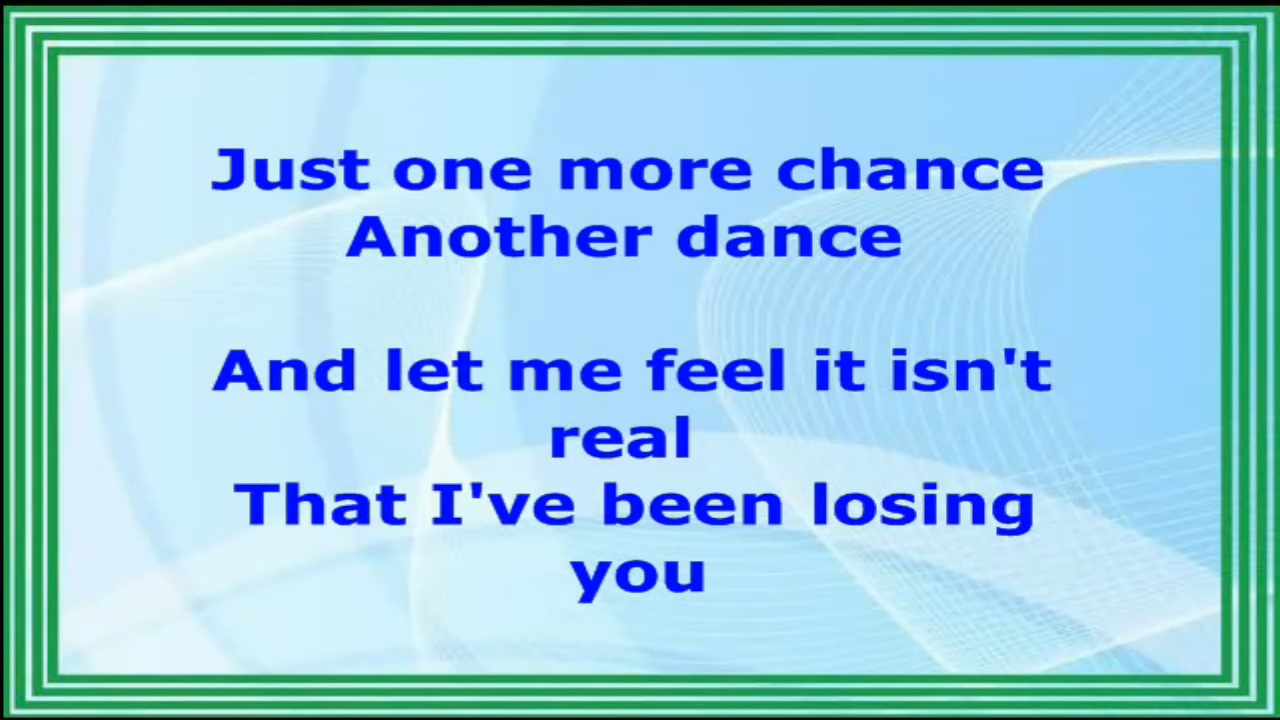 Just one more chance
Another dance
And let me feel it isn't
real
That I've been losing
you